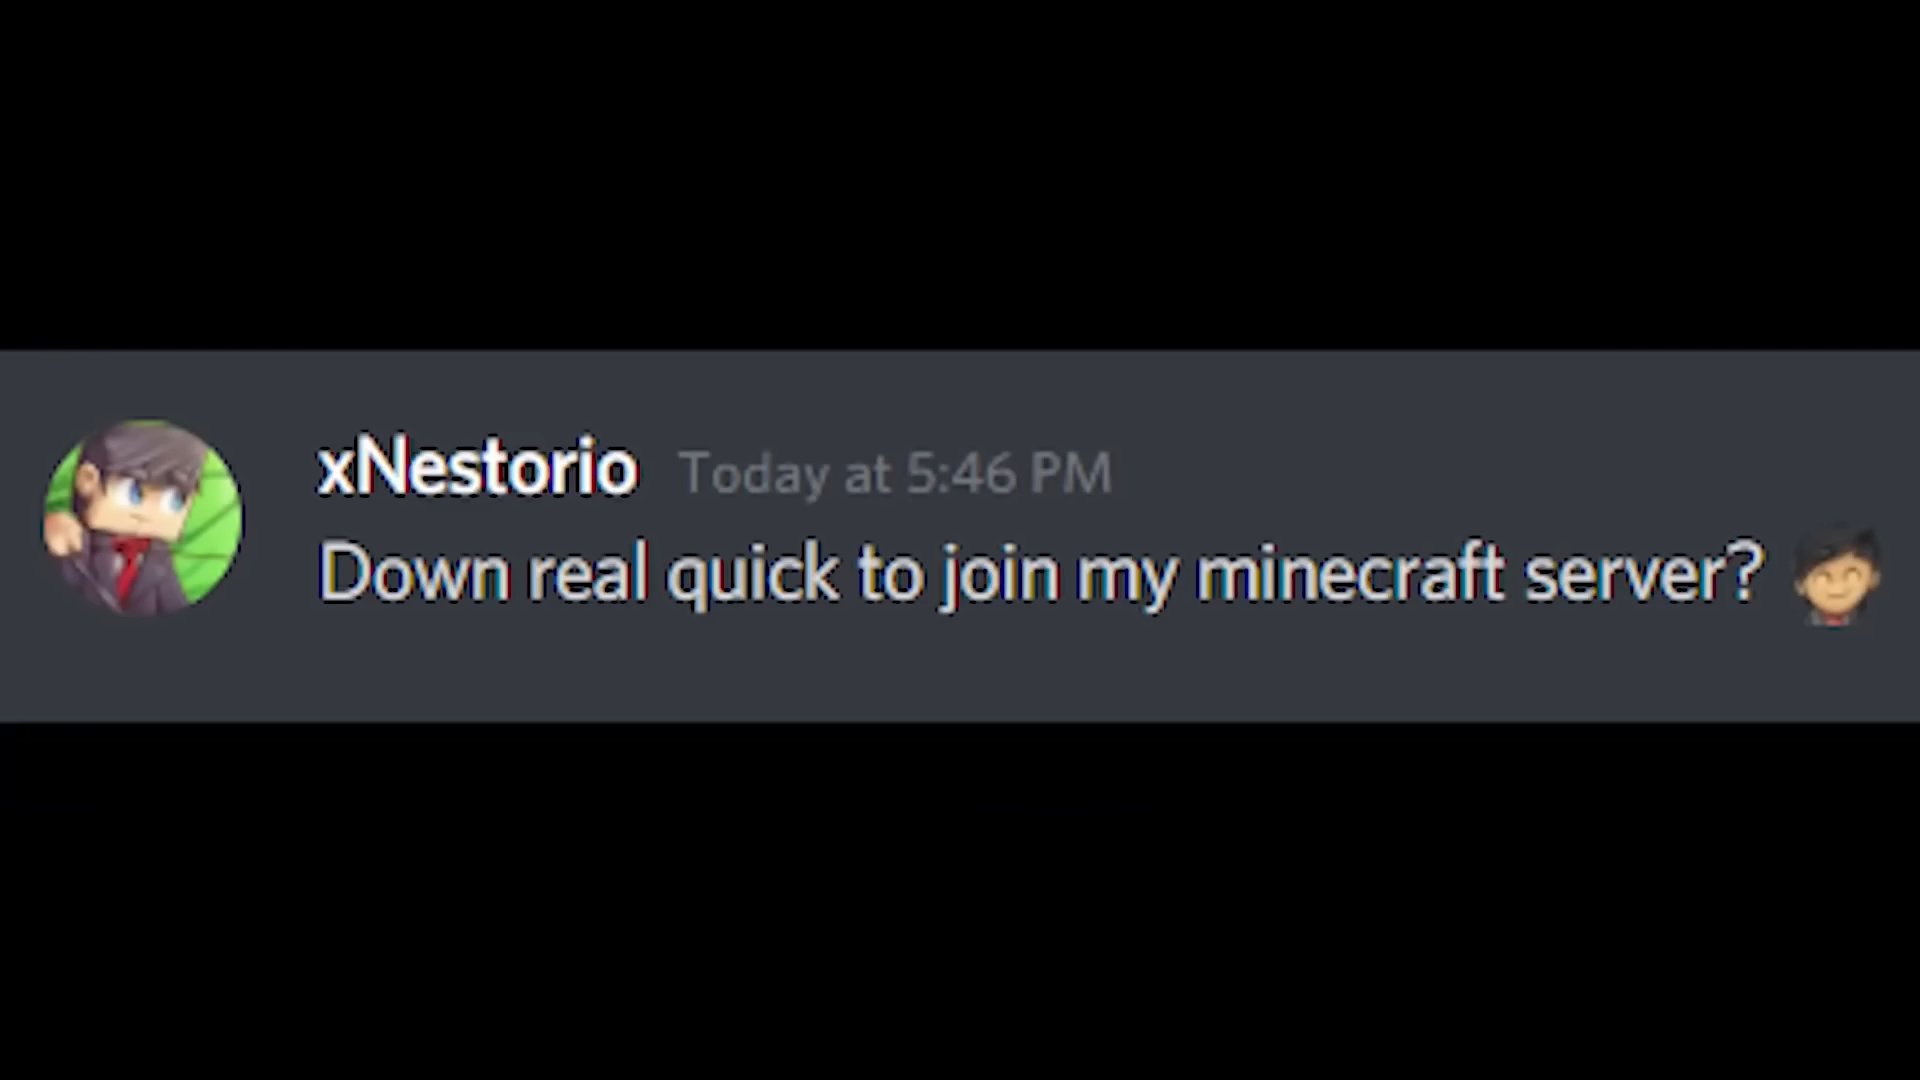 xNestorio Today at 5:46 PM
Down real quick to join my minecraft server?